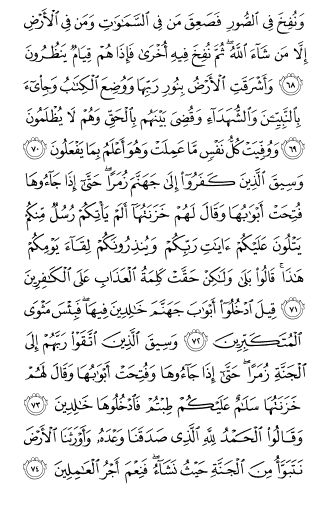 وَنُفِخَ فِي ٱلصُّورِ فَصَعِقَ مَن فِي ٱلسَّمَٰوَٰتِ وَمَن فِي ٱلْأَرْضِ
إِلَّا مَن شَآءَ ٱللَّهُ ۖ ثُمَّ نُفِخَ فِيهِ أُخْرَىٰ فَإِذَا هُمْ قِيَامٌ يَنظُرُونَ
﴿٦٨﴾ وَأَشْرَقَتِ ٱلْأَرْضُ بِنُورِ رَبِّهَا وَوُضِعَ ٱلْكِتَٰبُ وَجِا۟ىٓءَ
بِٱلنَّبِيِّـۧنَ وَٱلشُّهَدَآءِ وَقُضِيَ بَيْنَهُم بِٱلْحَقِّ وَهُمْ لَا يُظْلَمُونَ
﴿٦٩﴾ وَوُفِّيَتْ كُلُّ نَفْسٍ مَّا عَمِلَتْ وَهُوَ أَعْلَمُ بِمَا يَفْعَلُونَ ﴿٧٠﴾
وَسِيقَ ٱلَّذِينَ كَفَرُوٓا۟ إِلَىٰ جَهَنَّمَ زُمَرًا ۖ حَتَّىٰٓ إِذَا جَآءُوهَا
فُتِحَتْ أَبْوَٰبُهَا وَقَالَ لَهُمْ خَزَنَتُهَآ أَلَمْ يَأْتِكُمْ رُسُلٌ مِّنكُمْ
يَتْلُونَ عَلَيْكُمْ ءَايَٰتِ رَبِّكُمْ وَيُنذِرُونَكُمْ لِقَآءَ يَوْمِكُمْ
هَٰذَا ۚ قَالُوا۟ بَلَىٰ وَلَٰكِنْ حَقَّتْ كَلِمَةُ ٱلْعَذَابِ عَلَى ٱلْكَٰفِرِينَ
﴿٧١﴾ قِيلَ ٱدْخُلُوٓا۟ أَبْوَٰبَ جَهَنَّمَ خَٰلِدِينَ فِيهَا ۖ فَبِئْسَ مَثْوَى
ٱلْمُتَكَبِّرِينَ ﴿٧٢﴾ وَسِيقَ ٱلَّذِينَ ٱتَّقَوْا۟ رَبَّهُمْ إِلَى
ٱلْجَنَّةِ زُمَرًا ۖ حَتَّىٰٓ إِذَا جَآءُوهَا وَفُتِحَتْ أَبْوَٰبُهَا وَقَالَ لَهُمْ
خَزَنَتُهَا سَلَٰمٌ عَلَيْكُمْ طِبْتُمْ فَٱدْخُلُوهَا خَٰلِدِينَ ﴿٧٣﴾
وَقَالُوا۟ ٱلْحَمْدُ لِلَّهِ ٱلَّذِي صَدَقَنَا وَعْدَهُۥ وَأَوْرَثَنَا ٱلْأَرْضَ
نَتَبَوَّأُ مِنَ ٱلْجَنَّةِ حَيْثُ نَشَآءُ ۖ فَنِعْمَ أَجْرُ ٱلْعَٰمِلِينَ ﴿٧٤﴾